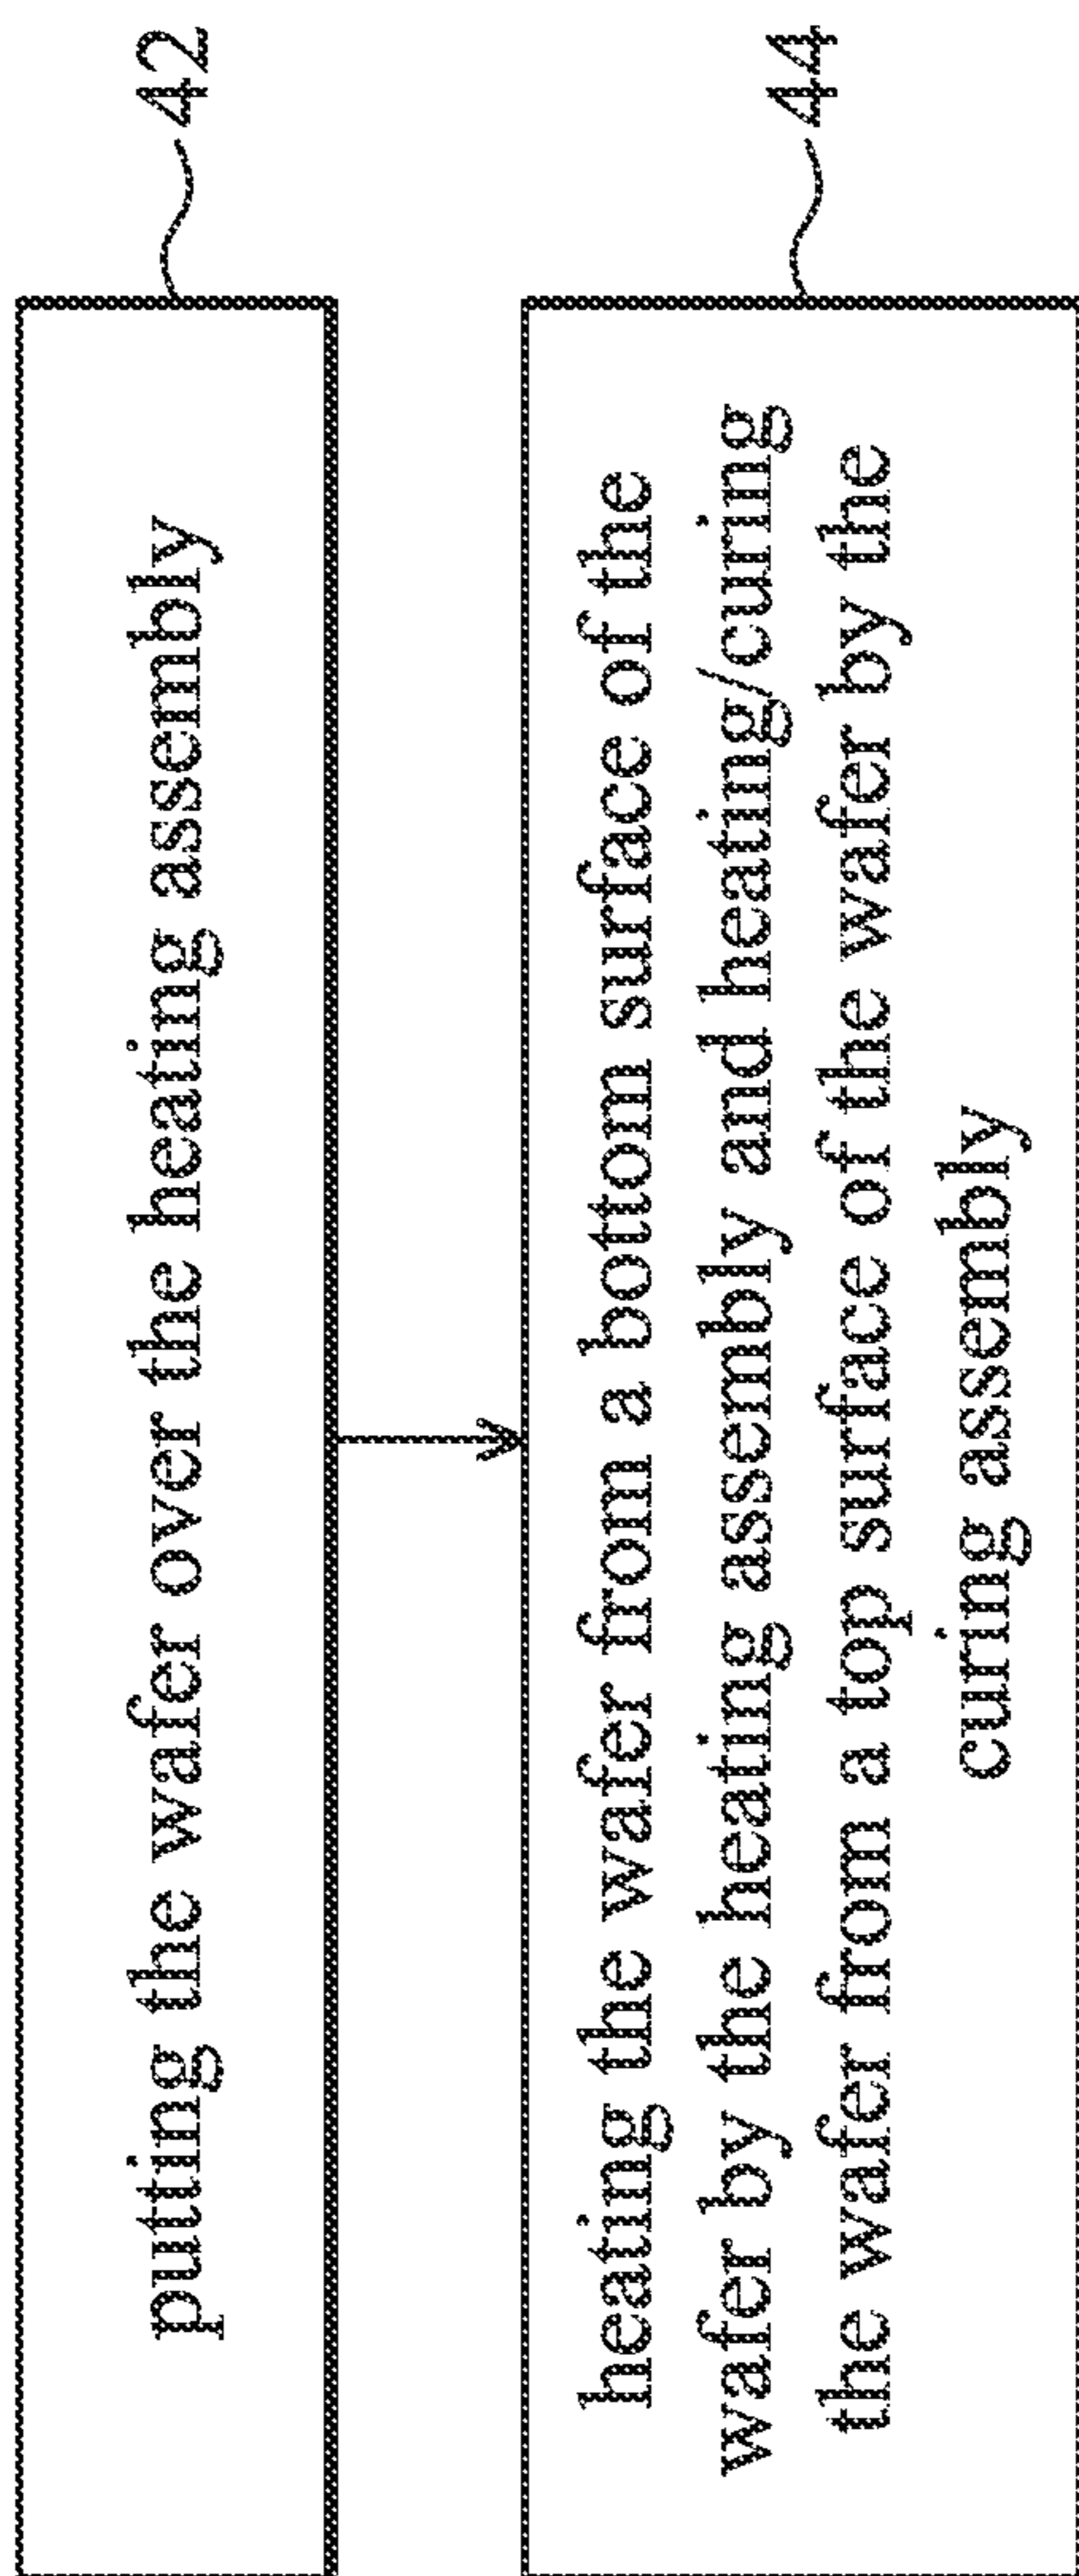 putting the wafer over the heating assembly
42
heating the wafer from a bottom surface of the
wafer by the heating assembly and heating/curing
the wafer from a top surface of the wafer by the
curing assembly
44